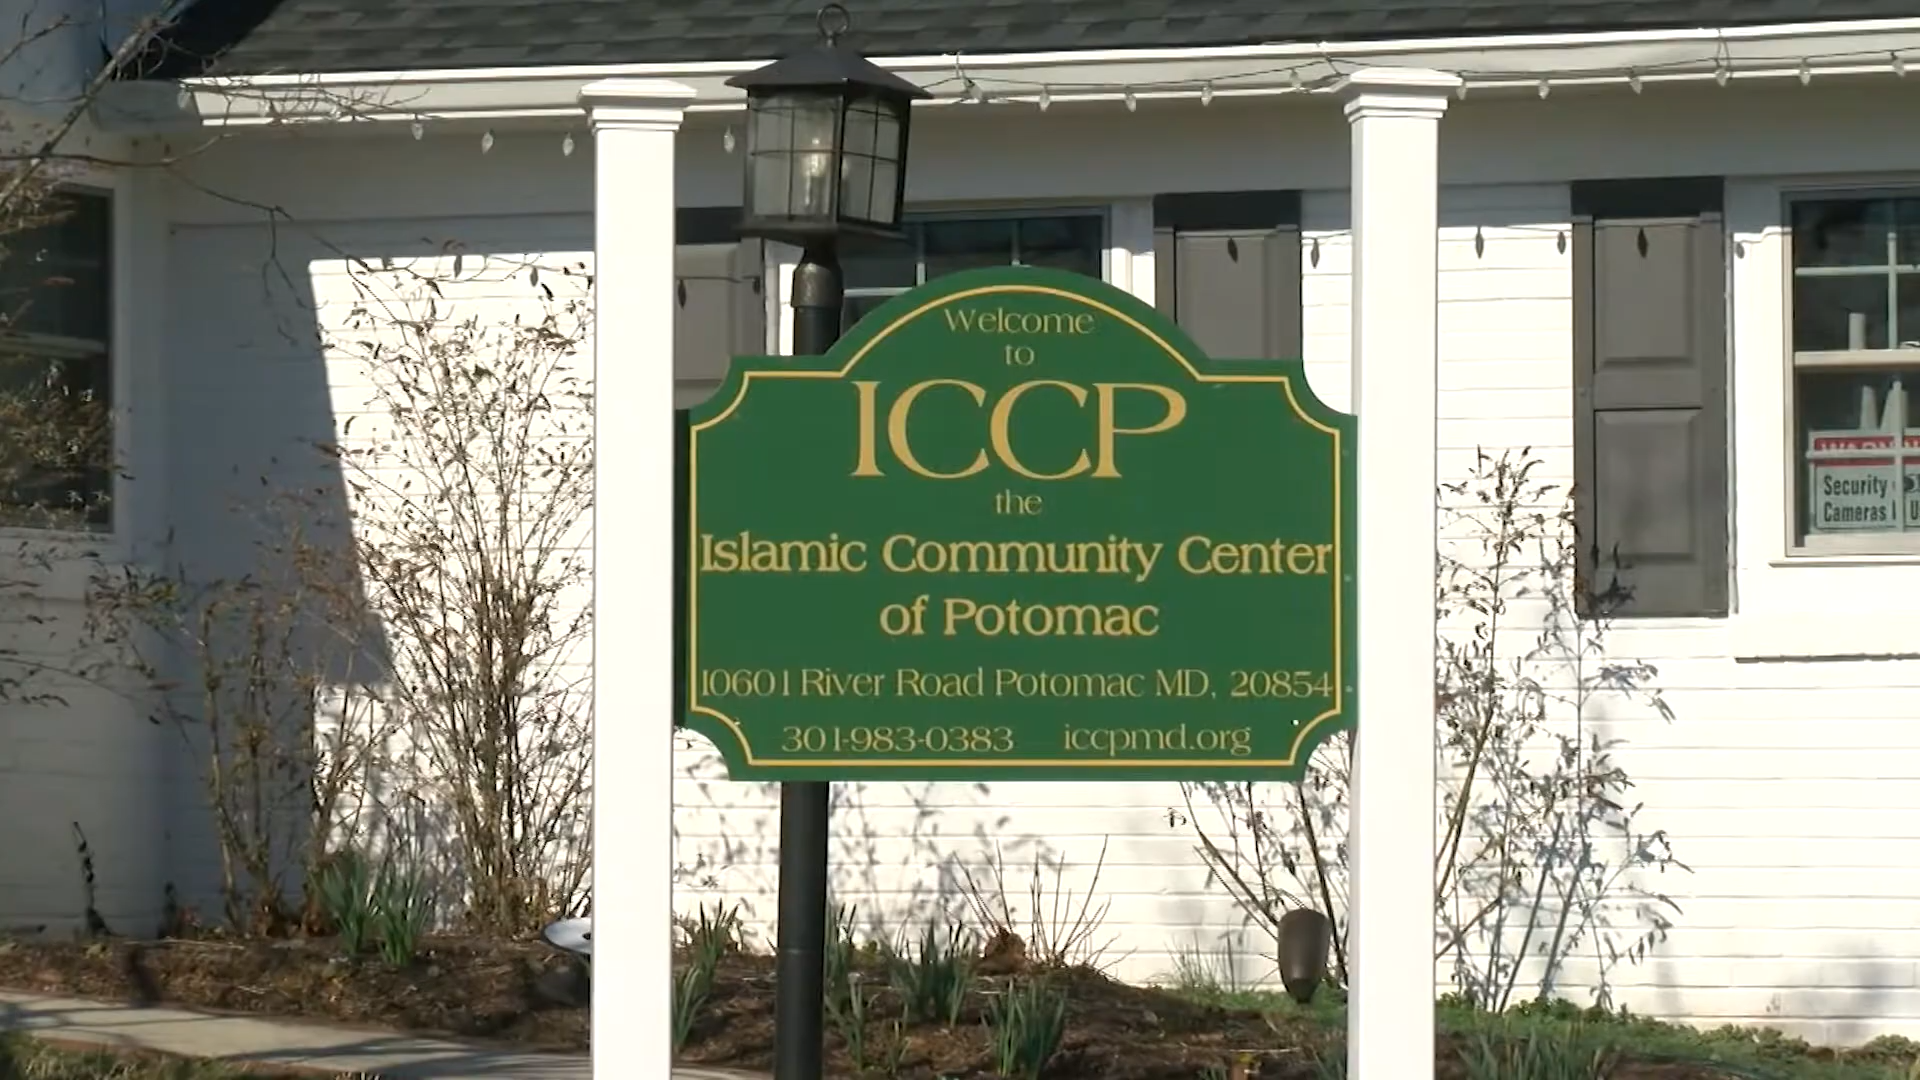 Welcome
to
ICCP
the
Islamic Community Center
of Potomac
10601 River Road Potomac MD, 20854
301-983-0383 iccpmd.org
Security
Cameras